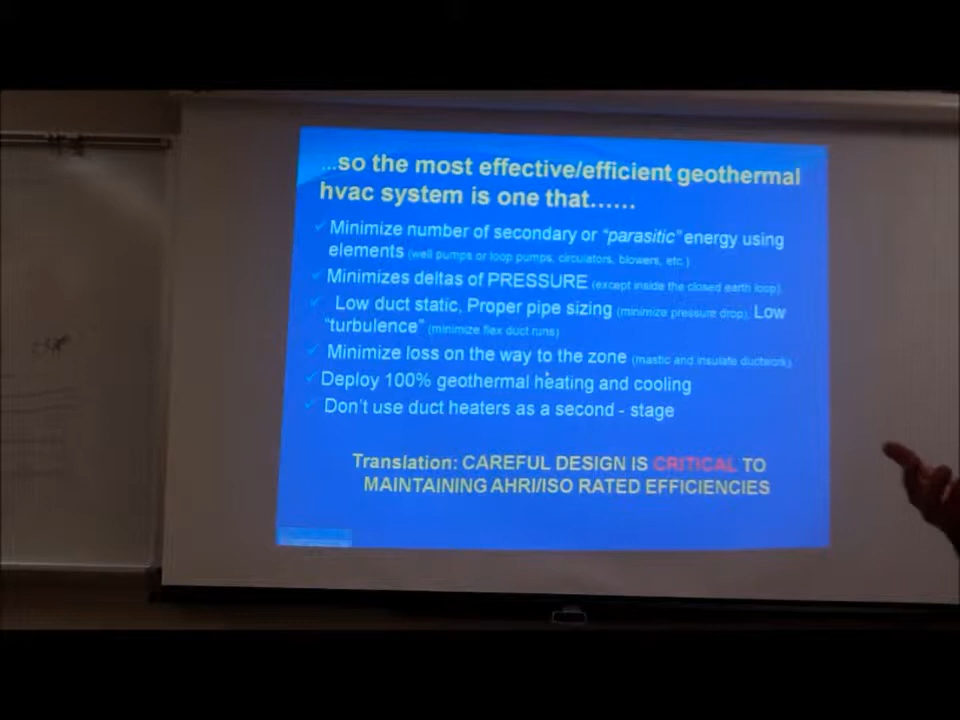 ...so the most effective/efficient geothermal
hvac system is one that……
✓ Minimize number of secondary or "parasitic" energy using
elements (well pumps or loop pumps, circulators, blowers, etc.)
✓ Minimizes deltas of PRESSURE (except inside the closed earth loop)
✓ Low duct static, Proper pipe sizing (minimize pressure drop), Low
"turbulence" (minimize flex duct runs)
✓ Minimize loss on the way to the zone (mastic and insulate ductwork)
✓ Deploy 100% geothermal heating and cooling
✓ Don't use duct heaters as a second - stage
Translation: CAREFUL DESIGN IS CRITICAL TO
MAINTAINING AHRI/ISO RATED EFFICIENCIES